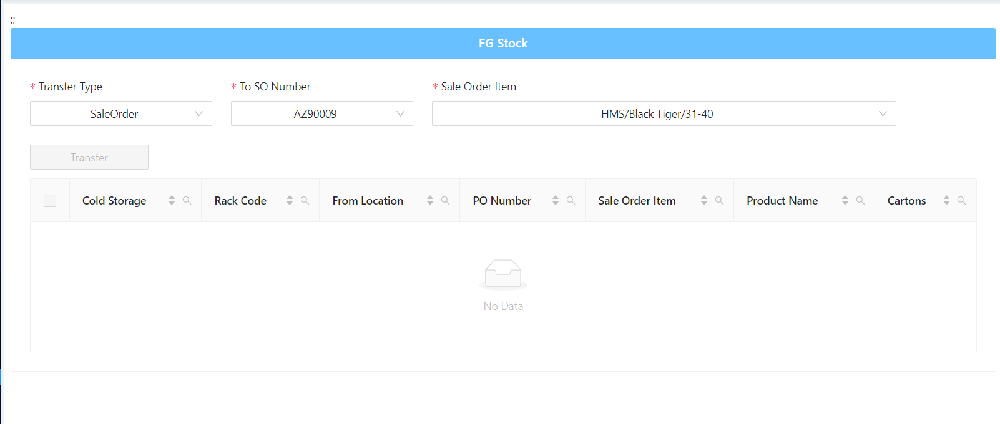 ;;
FG Stock
* Transfer Type * To SO Number * Sale Order Item
SaleOrder AZ90009 HMS/Black Tiger/31-40
Transfer
Cold Storage Rack Code From Location PO Number Sale Order Item Product Name Cartons
No Data